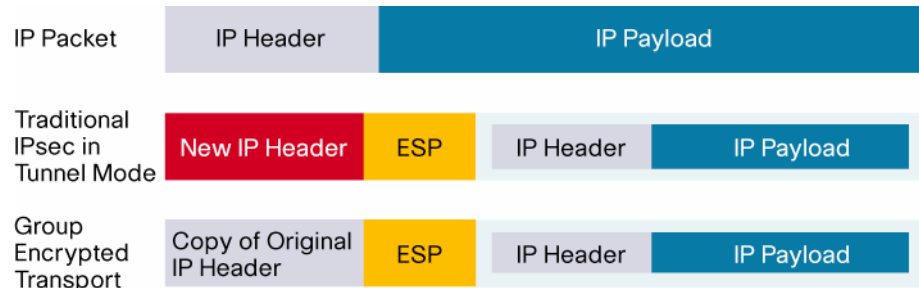 IP Packet
IP Header
IP Payload
Traditional
IPsec in
Tunnel Mode
New IP Header
ESP
IP Header
IP Payload
Group
Encrypted
Transport
Copy of Original
IP Header
ESP
IP Header
IP Payload